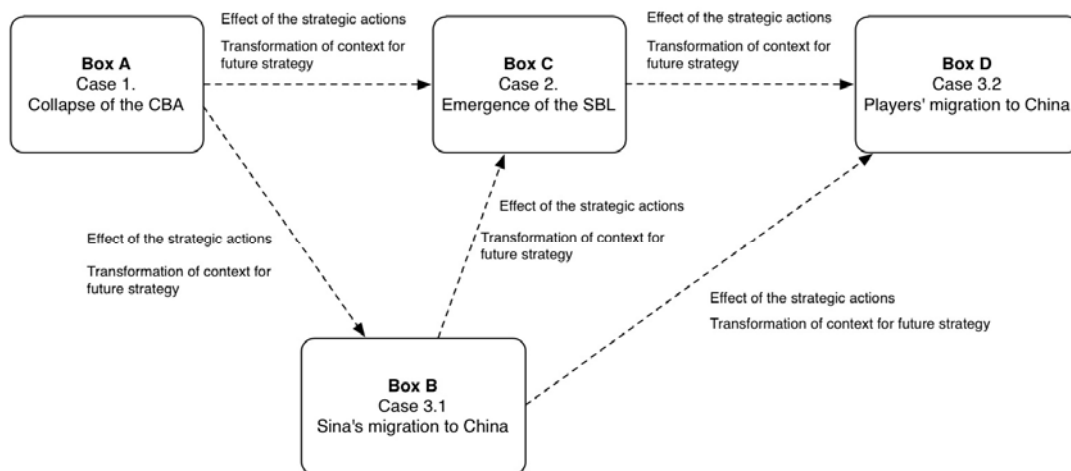 Effect of the strategic actions
Transformation of context for
future strategy
Effect of the strategic actions
Transformation of context for
future strategy
Box A
Case 1.
Collapse of the CBA
Box C
Case 2.
Emergence of the SBL
Box D
Case 3.2
Players' migration to China
Effect of the strategic actions
Transformation of context for
future strategy
Effect of the strategic actions
Transformation of context for
future strategy
Effect of the strategic actions
Transformation of context for future strategy
Box B
Case 3.1
Sina's migration to China